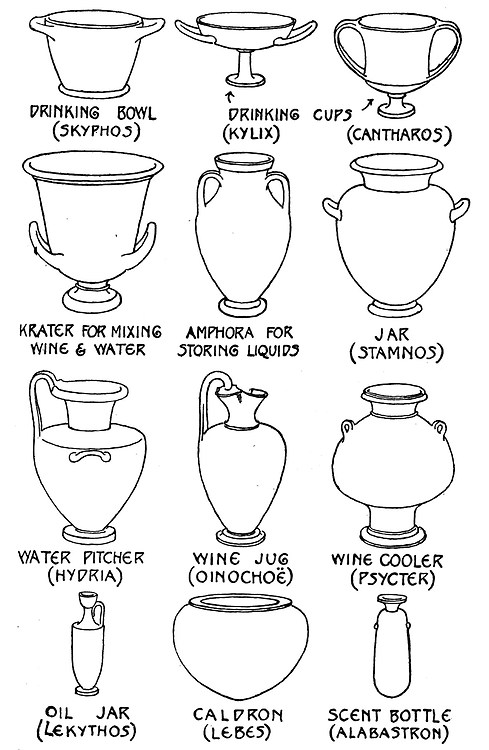 DRINKING BOWL
(SKYPHOS)
DRINKING CUPS
(KYLIX)
(CANTHAROS)
KRATER FOR MIXING
WINE & WATER
AMPHORA FOR
STORING LIQUIDS
JAR
(STAMNOS)
WATER PITCHER
(HYDRIA)
WINE JUG
(OINOCHOË)
WINE COOLER
(PSYCTER)
OIL JAR
(LEKYTHOS)
CALDRON
(LEBES)
SCENT BOTTLE
(ALABASTRON)